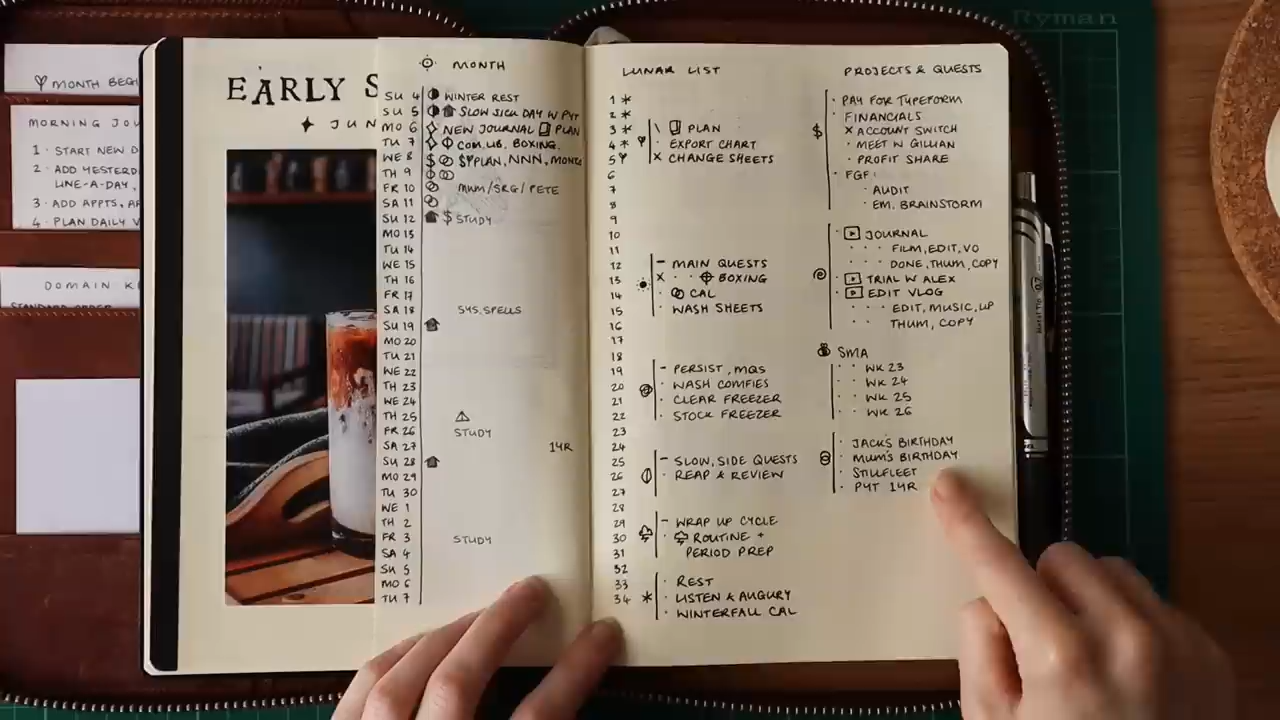 Ryman
MONTH BEG
MORNING JOU
1 · START NEW D
2 · ADD YESTERD
LINE-A-DAY,
3 · ADD APPTS, AR
4 · PLAN DAILY V
DOMAIN K
STANDARD ORDER
EARLY S
JUN
MONTH
SU 4 WINTER REST
SU 5 SLOW SICK DAY W PYT
MO 6 NEW JOURNAL PLAN
TU 7 COM.UB. BOXING.
WE 8 $ PLAN, NNN,
TH 9
FR 10 MUM/SRG/PETE
SA 11
SU 12 $ STUDY
MO 13
TU 14
WE 15
TH 16
FR 17
SA 18 SYS.SPELLS
SU 19
MO 20
TU 21
WE 22
TH 23
WE 24
TH 25
FR 26 STUDY
SA 27 14R
SU 28
MO 29
TU 30
WE 1
TH 2
FR 3 STUDY
SA 4
SU 5
MO 6
TU 7
LUNAR LIST
1
2
3 \ PLAN
4 · EXPORT CHART
5 × CHANGE SHEETS
6
7
8
9
10
11
12 – MAIN QUESTS
13 × · · BOXING
14 · CAL
15 · WASH SHEETS
16
17
18
19 – PERSIST, MQS
20 · WASH COMFIES
21 · CLEAR FREEZER
22 · STOCK FREEZER
23
24
25 – SLOW, SIDE QUESTS
26 · REAP & REVIEW
27
28
29 – WRAP UP CYCLE
30 · ROUTINE +
31 PERIOD PREP
32
33 · REST
34 · LISTEN & AUGURY
· WINTERFALL CAL
PROJECTS & QUESTS
$
· PAY FOR TYPEFORM
· FINANCIALS
× ACCOUNT SWITCH
· MEET W GILLIAN
· PROFIT SHARE
· FGF:
· AUDIT
· EM. BRAINSTORM
· JOURNAL
· · · FILM, EDIT, VO
· · · DONE, THUM, COPY
· TRIAL W ALEX
· EDIT VLOG
· · · EDIT, MUSIC, UP
· · THUM, COPY
SMA
· · WK 23
· · WK 24
· · WK 25
· · WK 26
· JACK'S BIRTHDAY
· MUM'S BIRTHDAY
· STILLFLEET
· PYT 14R